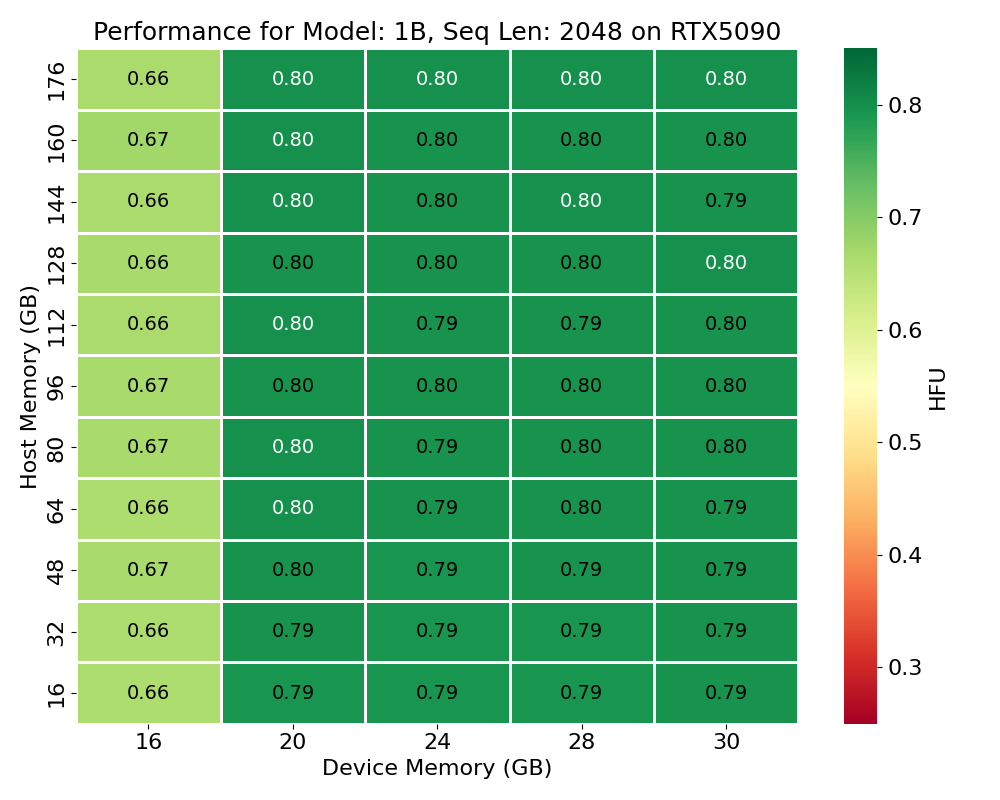 Performance for Model: 1B, Seq Len: 2048 on RTX5090
Host Memory (GB)
176 0.66 0.80 0.80 0.80 0.80
160 0.67 0.80 0.80 0.80 0.80
144 0.66 0.80 0.80 0.80 0.79
128 0.66 0.80 0.80 0.80 0.80
112 0.66 0.80 0.79 0.79 0.80
96 0.67 0.80 0.80 0.80 0.80
80 0.67 0.80 0.79 0.80 0.80
64 0.66 0.80 0.79 0.80 0.79
48 0.67 0.80 0.79 0.79 0.79
32 0.66 0.79 0.79 0.79 0.79
16 0.66 0.79 0.79 0.79 0.79
16 20 24 28 30
Device Memory (GB)
0.8
0.7
0.6
0.5
0.4
0.3
HFU